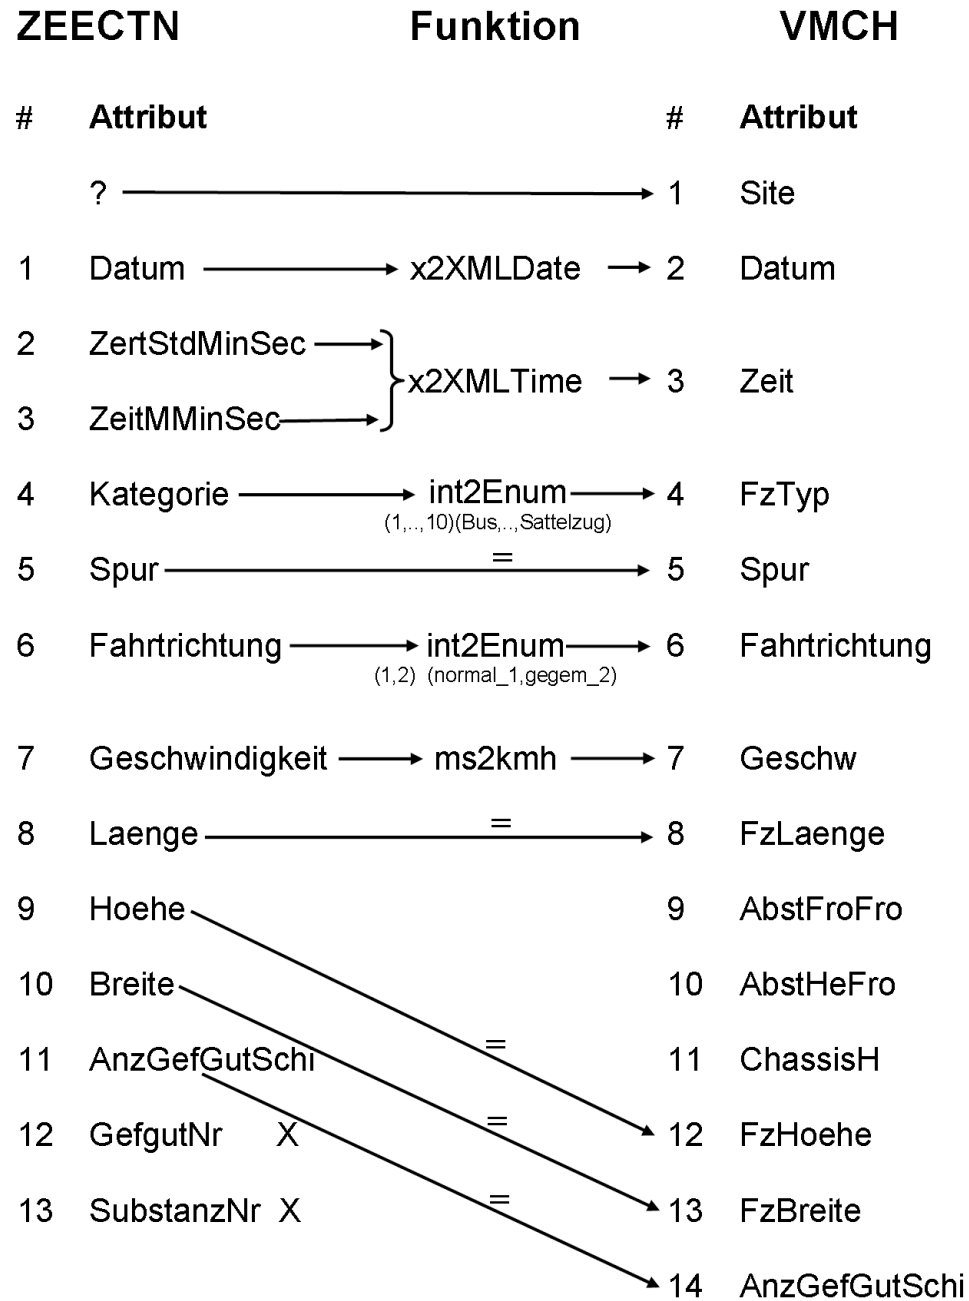 ZEECTN Funktion VMCH
# Attribut # Attribut
? 1 Site
1 Datum x2XMLDate 2 Datum
2 ZertStdMinSec
x2XMLTime 3 Zeit
3 ZeitMMinSec
4 Kategorie int2Enum 4 FzTyp
(1,..,10)(Bus,..,Sattelzug)
=
5 Spur 5 Spur
6 Fahrtrichtung int2Enum 6 Fahrtrichtung
(1,2) (normal_1,gegem_2)
7 Geschwindigkeit ms2kmh 7 Geschw
=
8 Laenge 8 FzLaenge
9 Hoehe 9 AbstFroFro
10 Breite 10 AbstHeFro
=
11 AnzGefGutSchi 11 ChassisH
=
12 GefgutNr X 12 FzHoehe
=
13 SubstanzNr X 13 FzBreite
14 AnzGefGutSchi